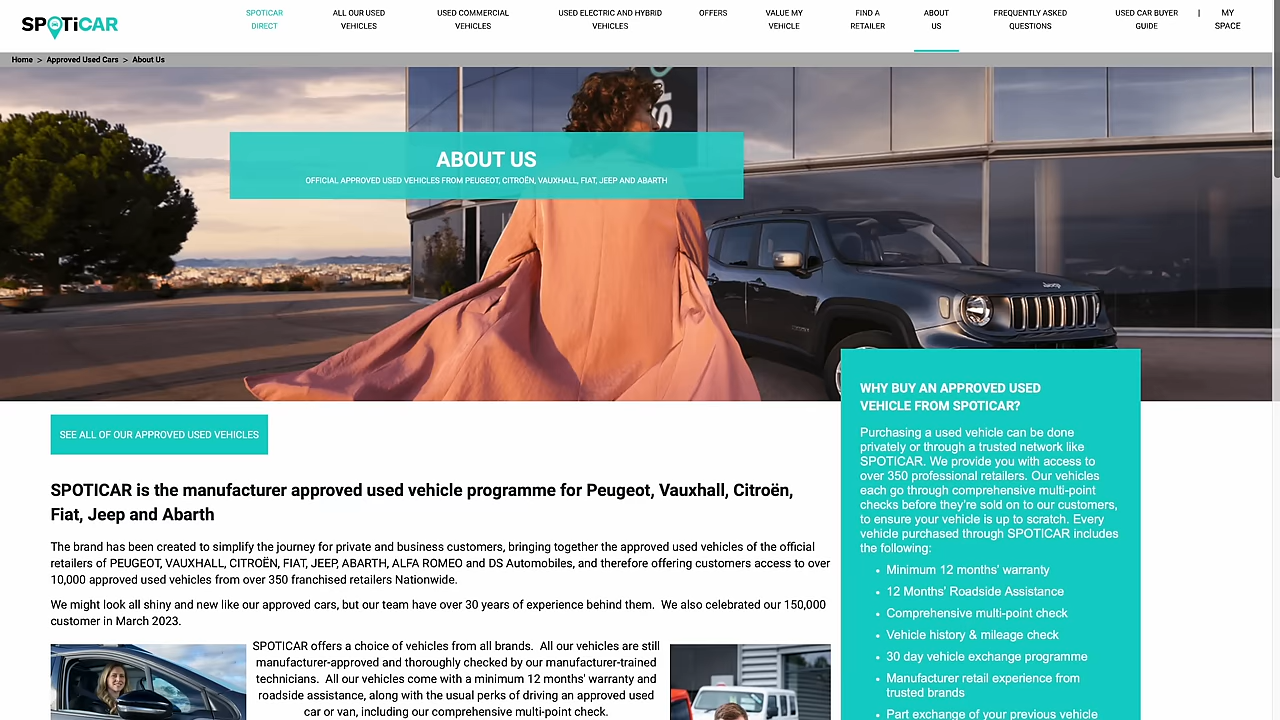 SPOTiCAR
SPOTICAR
DIRECT
ALL OUR USED
VEHICLES
USED COMMERCIAL
VEHICLES
USED ELECTRIC AND HYBRID
VEHICLES
OFFERS
VALUE MY
VEHICLE
FIND A
RETAILER
ABOUT
US
FREQUENTLY ASKED
QUESTIONS
USED CAR BUYER
GUIDE
|
MY
SPACE
Home > Approved Used Cars > About Us
ABOUT US
OFFICIAL APPROVED USED VEHICLES FROM PEUGEOT, CITROËN, VAUXHALL, FIAT, JEEP AND ABARTH
Jeep
SEE ALL OF OUR APPROVED USED VEHICLES
SPOTICAR is the manufacturer approved used vehicle programme for Peugeot, Vauxhall, Citroën,
Fiat, Jeep and Abarth
The brand has been created to simplify the journey for private and business customers, bringing together the approved used vehicles of the official
retailers of PEUGEOT, VAUXHALL, CITROËN, FIAT, JEEP, ABARTH, ALFA ROMEO and DS Automobiles, and therefore offering customers access to over
10,000 approved used vehicles from over 350 franchised retailers Nationwide.
We might look all shiny and new like our approved cars, but our team have over 30 years of experience behind them. We also celebrated our 150,000
customer in March 2023.
SPOTICAR offers a choice of vehicles from all brands. All our vehicles are still
manufacturer-approved and thoroughly checked by our manufacturer-trained
technicians. All our vehicles come with a minimum 12 months' warranty and
roadside assistance, along with the usual perks of driving an approved used
car or van, including our comprehensive multi-point check.
WHY BUY AN APPROVED USED
VEHICLE FROM SPOTICAR?
Purchasing a used vehicle can be done
privately or through a trusted network like
SPOTICAR. We provide you with access to
over 350 professional retailers. Our vehicles
each go through comprehensive multi-point
checks before they're sold on to our customers,
to ensure your vehicle is up to scratch. Every
vehicle purchased through SPOTICAR includes
the following:
• Minimum 12 months' warranty
• 12 Months' Roadside Assistance
• Comprehensive multi-point check
• Vehicle history & mileage check
• 30 day vehicle exchange programme
• Manufacturer retail experience from
trusted brands
• Part exchange of your previous vehicle